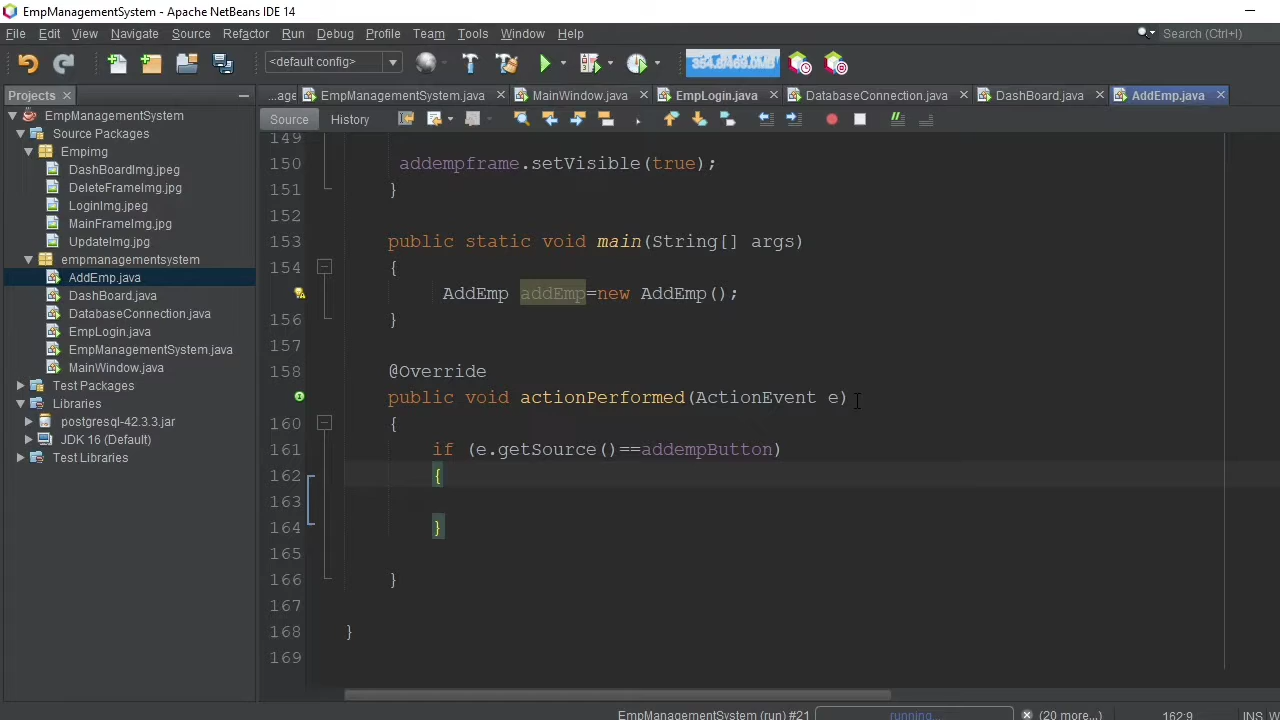 EmpManagementSystem - Apache NetBeans IDE 14
File Edit View Navigate Source Refactor Run Debug Profile Team Tools Window Help
Search (Ctrl+I)
<default config>
354.8/469.0MB
Projects
...age
EmpManagementSystem.java
MainWindow.java
EmpLogin.java
DatabaseConnection.java
DashBoard.java
AddEmp.java
Source History
EmpManagementSystem
Source Packages
Empimg
DashBoardImg.jpeg
DeleteFrameImg.jpg
LoginImg.jpeg
MainFrameImg.jpg
UpdateImg.jpg
empmanagementsystem
AddEmp.java
DashBoard.java
DatabaseConnection.java
EmpLogin.java
EmpManagementSystem.java
MainWindow.java
Test Packages
Libraries
postgresql-42.3.3.jar
JDK 16 (Default)
Test Libraries
149
150 addempframe.setVisible(true);
151 }
152
153 public static void main(String[] args)
154 {
AddEmp addEmp=new AddEmp();
156 }
157
158 @Override
public void actionPerformed(ActionEvent e)
160 {
161 if (e.getSource()==addempButton)
162 {
163
164 }
165
166 }
167
168 }
169
EmpManagementSystem (run) #21 running... (20 more...) 162:9 INS W